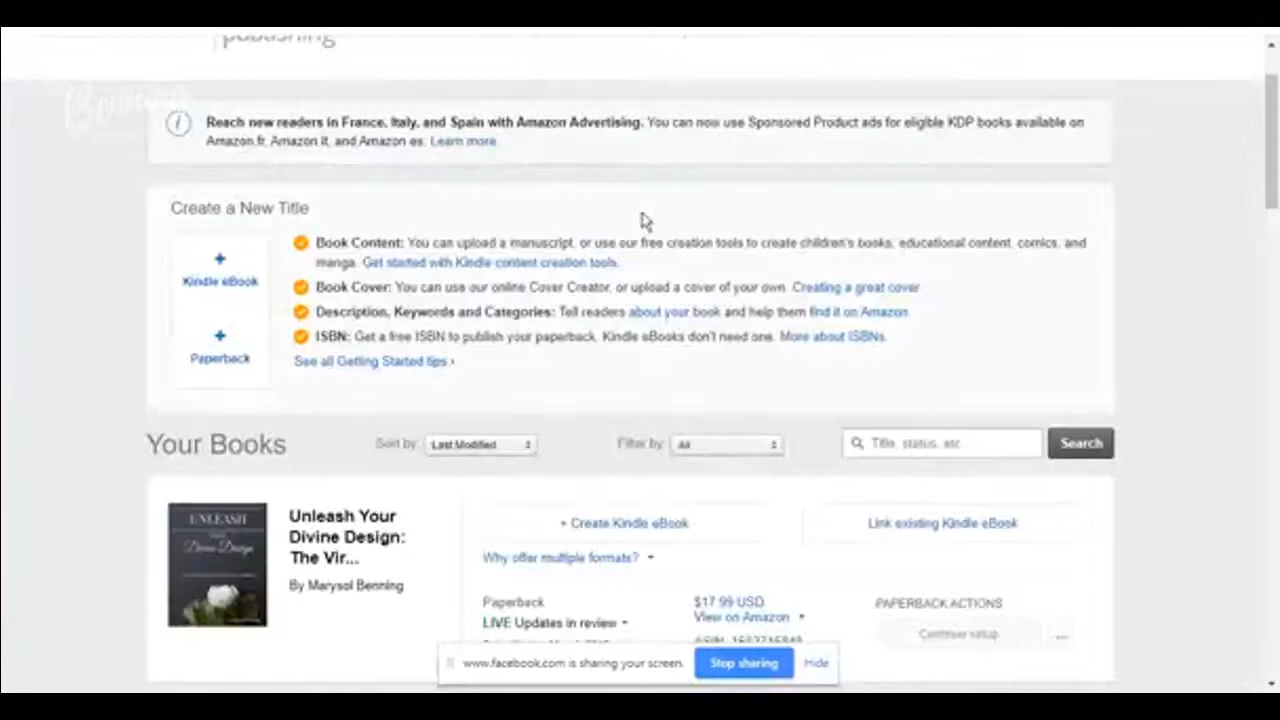 publishing
Reach new readers in France, Italy, and Spain with Amazon Advertising. You can now use Sponsored Product ads for eligible KDP books available on
Amazon.fr, Amazon.it, and Amazon.es. Learn more
Create a New Title
+
Kindle eBook
+
Paperback
Book Content: You can upload a manuscript, or use our free creation tools to create children's books, educational content, comics, and
manga. Get started with Kindle content creation tools.
Book Cover: You can use our online Cover Creator, or upload a cover of your own. Creating a great cover
Description, Keywords and Categories: Tell readers about your book and help them find it on Amazon.
ISBN: Get a free ISBN to publish your paperback. Kindle eBooks don't need one. More about ISBNs.
See all Getting Started tips ›
Your Books
Sort by
Last Modified
Filter by
All
Title, status, etc
Search
UNLEASH
Divine Design
Unleash Your
Divine Design:
The Vir...
By Marysol Benning
+ Create Kindle eBook
Link existing Kindle eBook
Why offer multiple formats?
Paperback
LIVE Updates in review
$17.99 USD
View on Amazon
PAPERBACK ACTIONS
Continue setup
...
www.facebook.com is sharing your screen.
Stop sharing
Hide